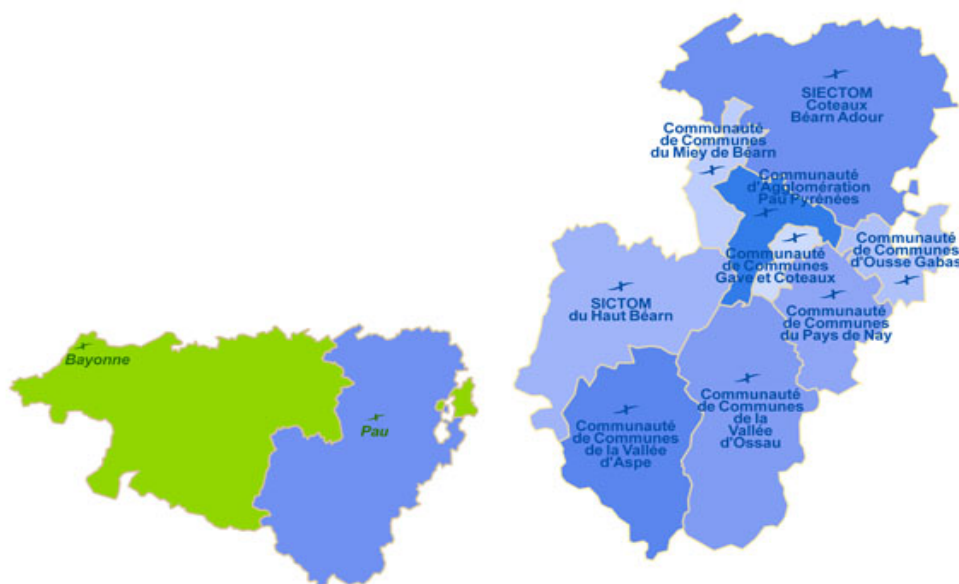 Bayonne
Pau
SIECTOM
Coteaux
Béarn Adour
Communauté
de Communes
du Miey de Béarn
Communauté
d'Agglomération
Pau Pyrénées
Communauté
de Communes
d'Ousse Gabas
Communauté
de Communes
Gave et Coteaux
SICTOM
du Haut Béarn
Communauté
de Communes
du Pays de Nay
Communauté
de Communes
de la Vallée
d'Aspe
Communauté
de Communes
de la
Vallée
d'Ossau